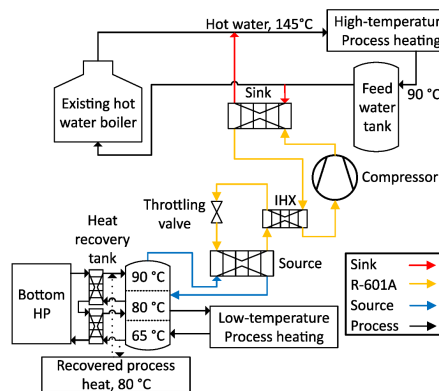 Hot water, 145°C
High-temperature
Process heating
Existing hot
water boiler
Sink
Feed
water
tank
90 °C
Compressor
Throttling
valve
IHX
Heat
recovery
tank
Source
Bottom
HP
90 °C
80 °C
65 °C
Low-temperature
Process heating
Recovered process
heat, 80 °C
Sink
R-601A
Source
Process